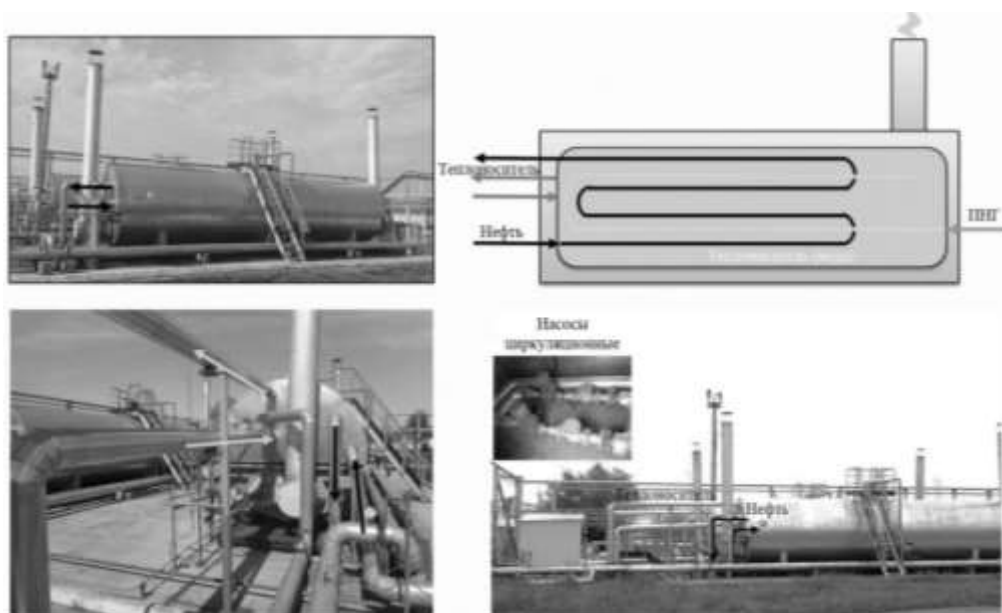 Теплоноситель
Нефть
ПНГ
Насосы
циркуляционные
Нефть